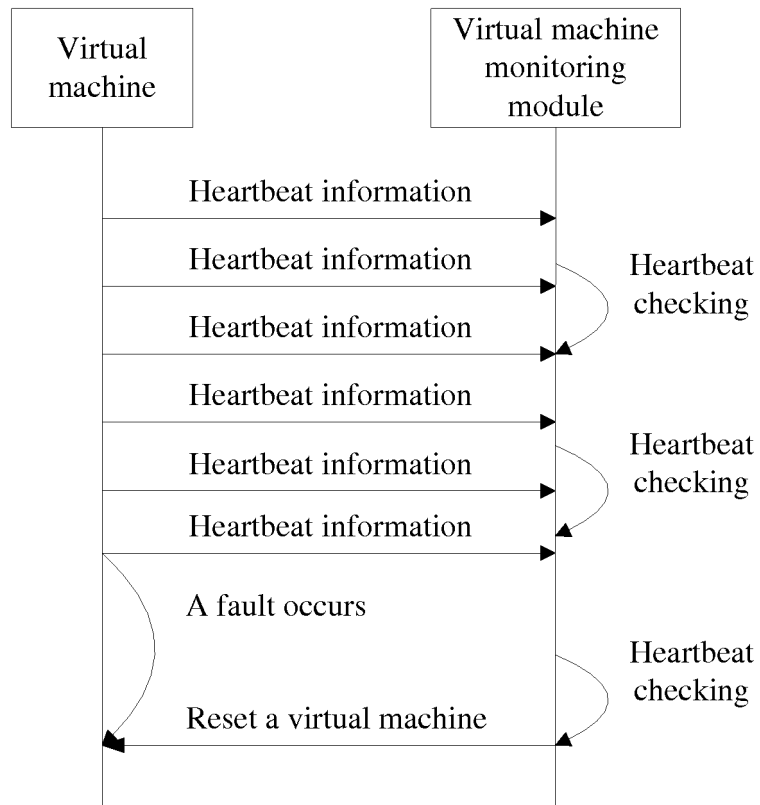 Virtual
machine
Virtual machine
monitoring
module
Heartbeat information
Heartbeat information
Heartbeat
checking
Heartbeat information
Heartbeat information
Heartbeat
checking
Heartbeat information
Heartbeat information
A fault occurs
Heartbeat
checking
Reset a virtual machine